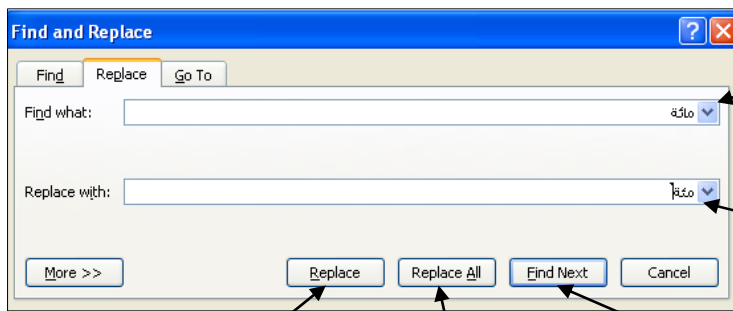 Find and Replace
Find Replace Go To
Find what: مائة
Replace with: مئة
More >> Replace Replace All Find Next Cancel